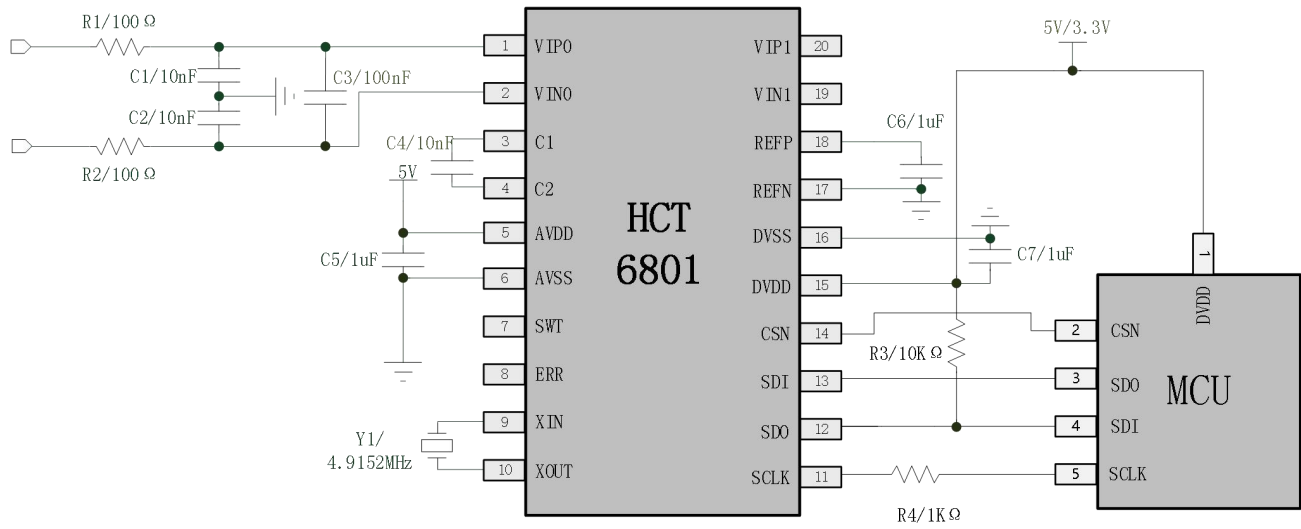 R1/100Ω
C1/10nF
C2/10nF
C3/100nF
R2/100Ω
C4/10nF
5V
C5/1uF
Y1/
4.9152MHz
1 VIP0
2 VIN0
3 C1
4 C2
5 AVDD
6 AVSS
7 SWT
8 ERR
9 XIN
10 XOUT
HCT
6801
VIP1 20
VIN1 19
REFP 18
REFN 17
DVSS 16
DVDD 15
CSN 14
SDI 13
SDO 12
SCLK 11
5V/3.3V
C6/1uF
C7/1uF
R3/10KΩ
R4/1KΩ
1 DVDD
2 CSN
3 SDO
4 SDI
5 SCLK
MCU